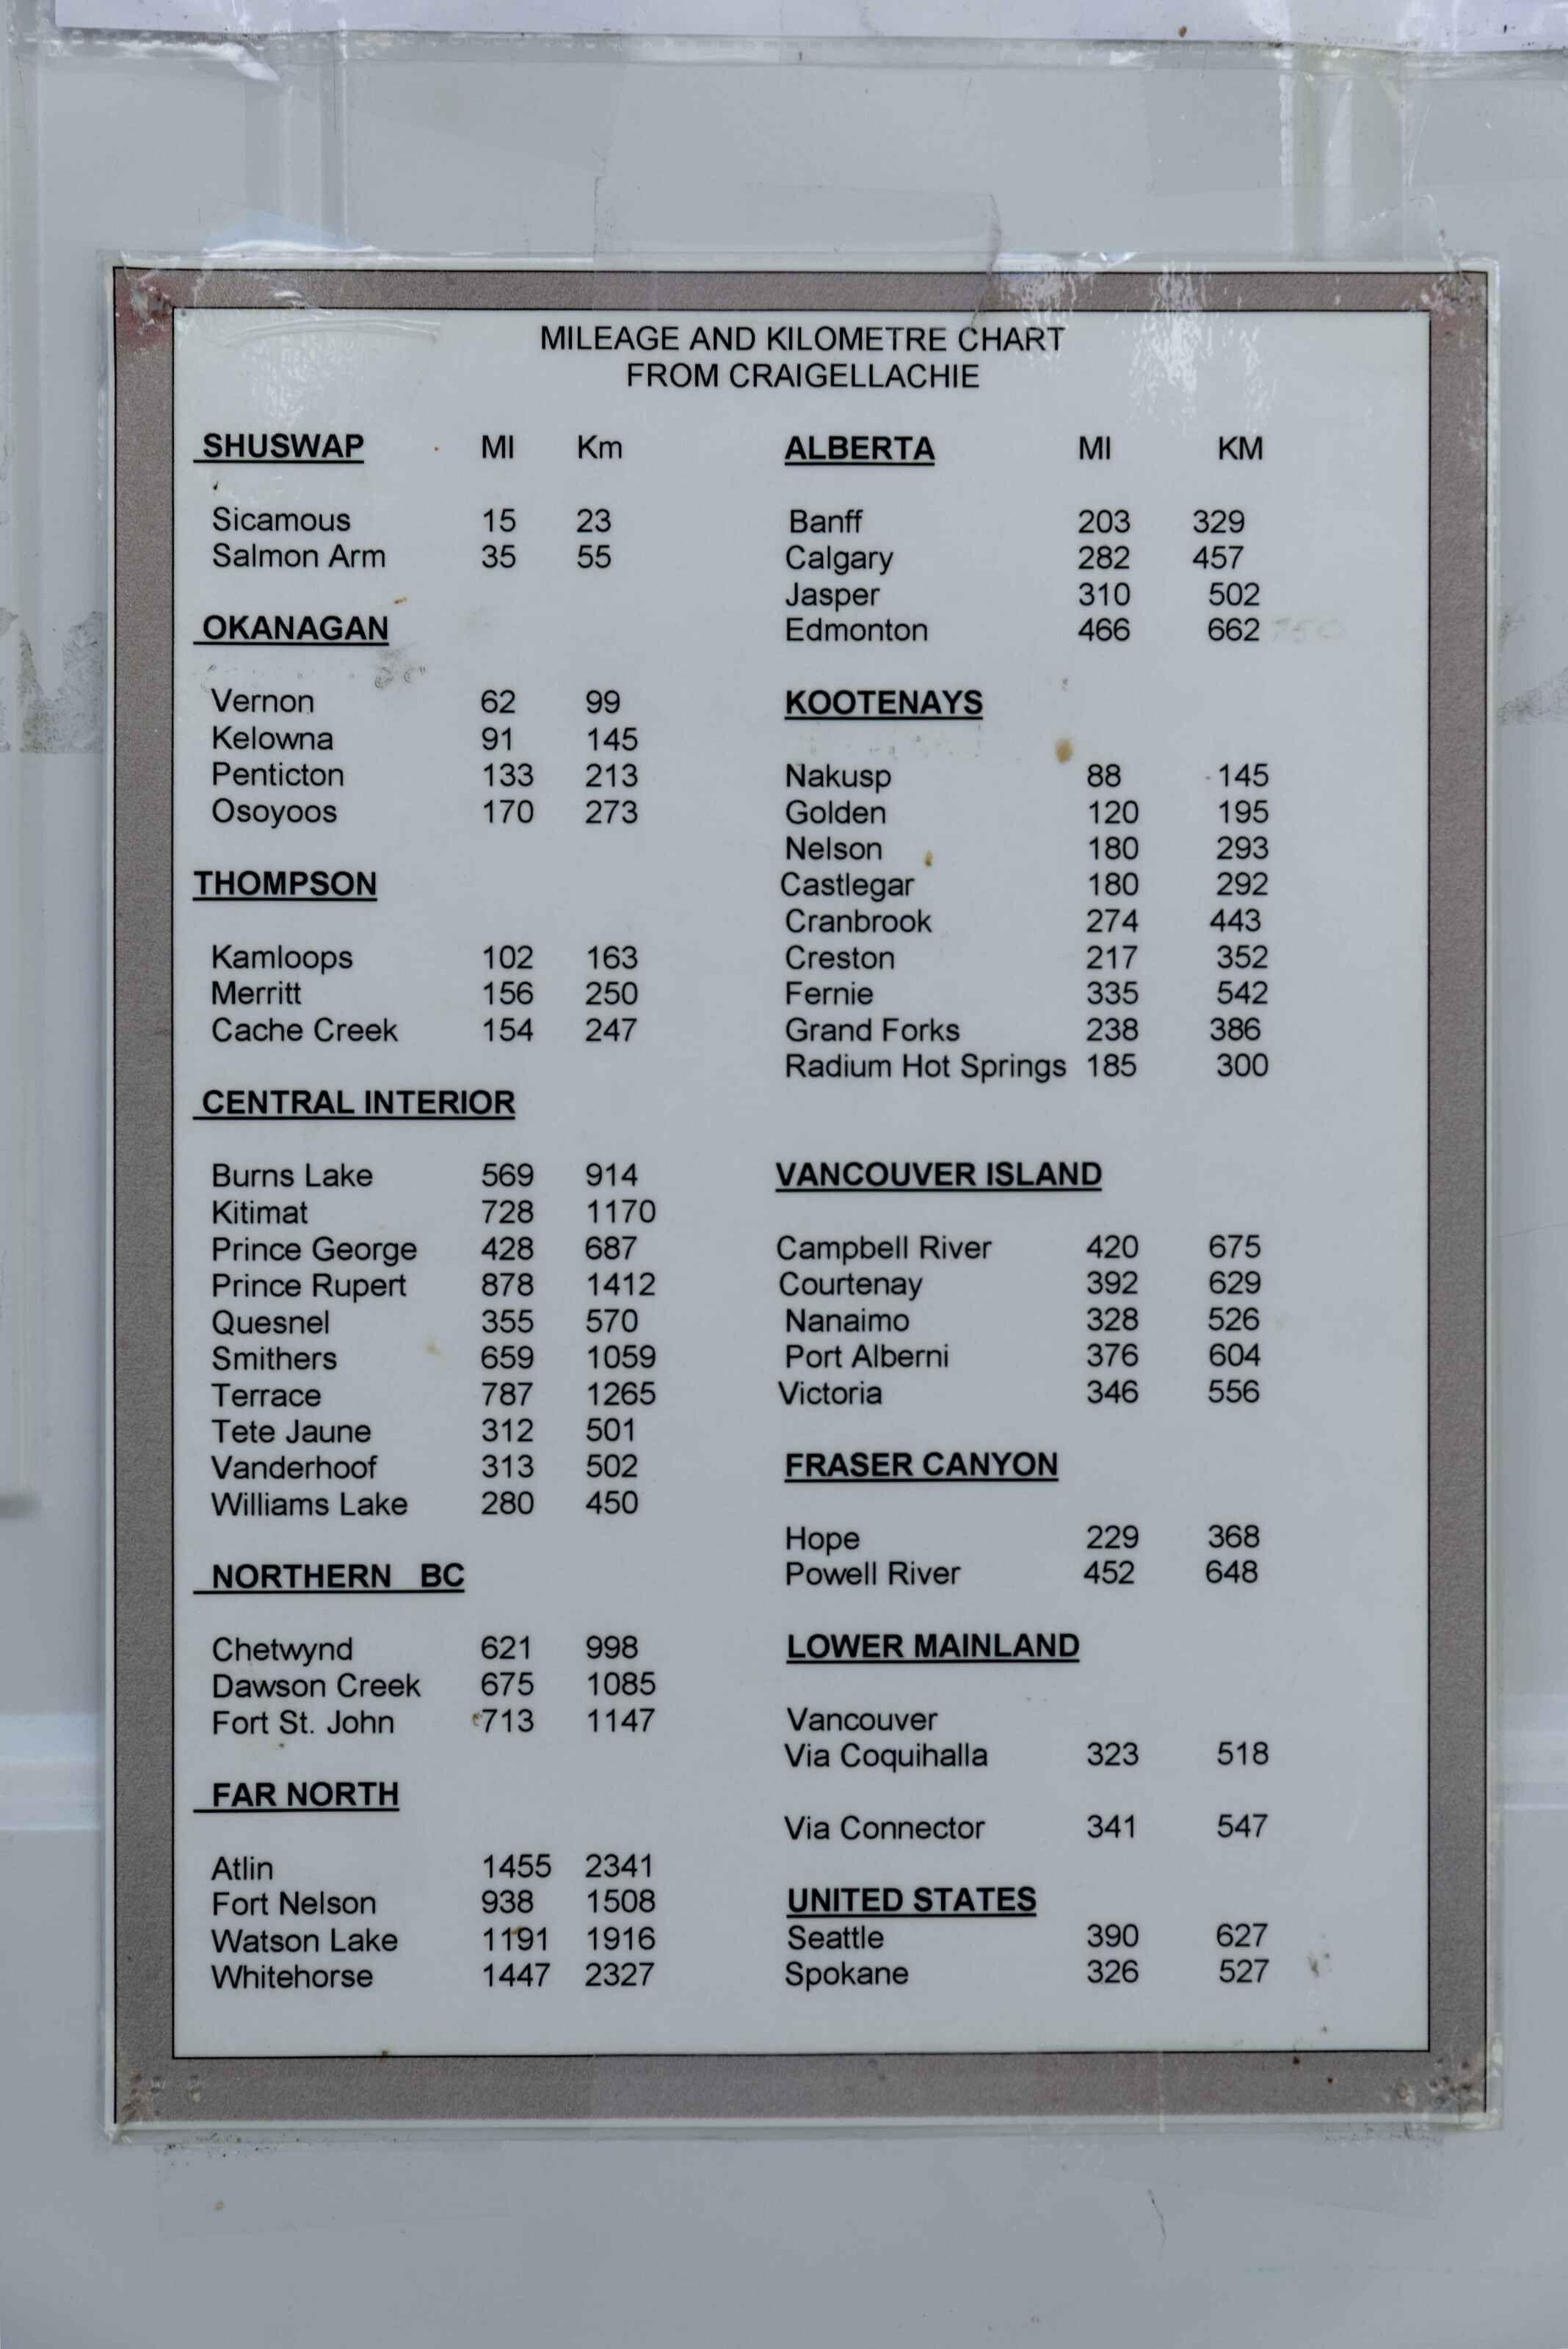 MILEAGE AND KILOMETRE CHART
FROM CRAIGELLACHIE
SHUSWAP MI Km
Sicamous 15 23
Salmon Arm 35 55
OKANAGAN
Vernon 62 99
Kelowna 91 145
Penticton 133 213
Osoyoos 170 273
THOMPSON
Kamloops 102 163
Merritt 156 250
Cache Creek 154 247
CENTRAL INTERIOR
Burns Lake 569 914
Kitimat 728 1170
Prince George 428 687
Prince Rupert 878 1412
Quesnel 355 570
Smithers 659 1059
Terrace 787 1265
Tete Jaune 312 501
Vanderhoof 313 502
Williams Lake 280 450
NORTHERN BC
Chetwynd 621 998
Dawson Creek 675 1085
Fort St. John 713 1147
FAR NORTH
Atlin 1455 2341
Fort Nelson 938 1508
Watson Lake 1191 1916
Whitehorse 1447 2327
ALBERTA MI KM
Banff 203 329
Calgary 282 457
Jasper 310 502
Edmonton 466 662
KOOTENAYS
Nakusp 88 145
Golden 120 195
Nelson 180 293
Castlegar 180 292
Cranbrook 274 443
Creston 217 352
Fernie 335 542
Grand Forks 238 386
Radium Hot Springs 185 300
VANCOUVER ISLAND
Campbell River 420 675
Courtenay 392 629
Nanaimo 328 526
Port Alberni 376 604
Victoria 346 556
FRASER CANYON
Hope 229 368
Powell River 452 648
LOWER MAINLAND
Vancouver
Via Coquihalla 323 518
Via Connector 341 547
UNITED STATES
Seattle 390 627
Spokane 326 527